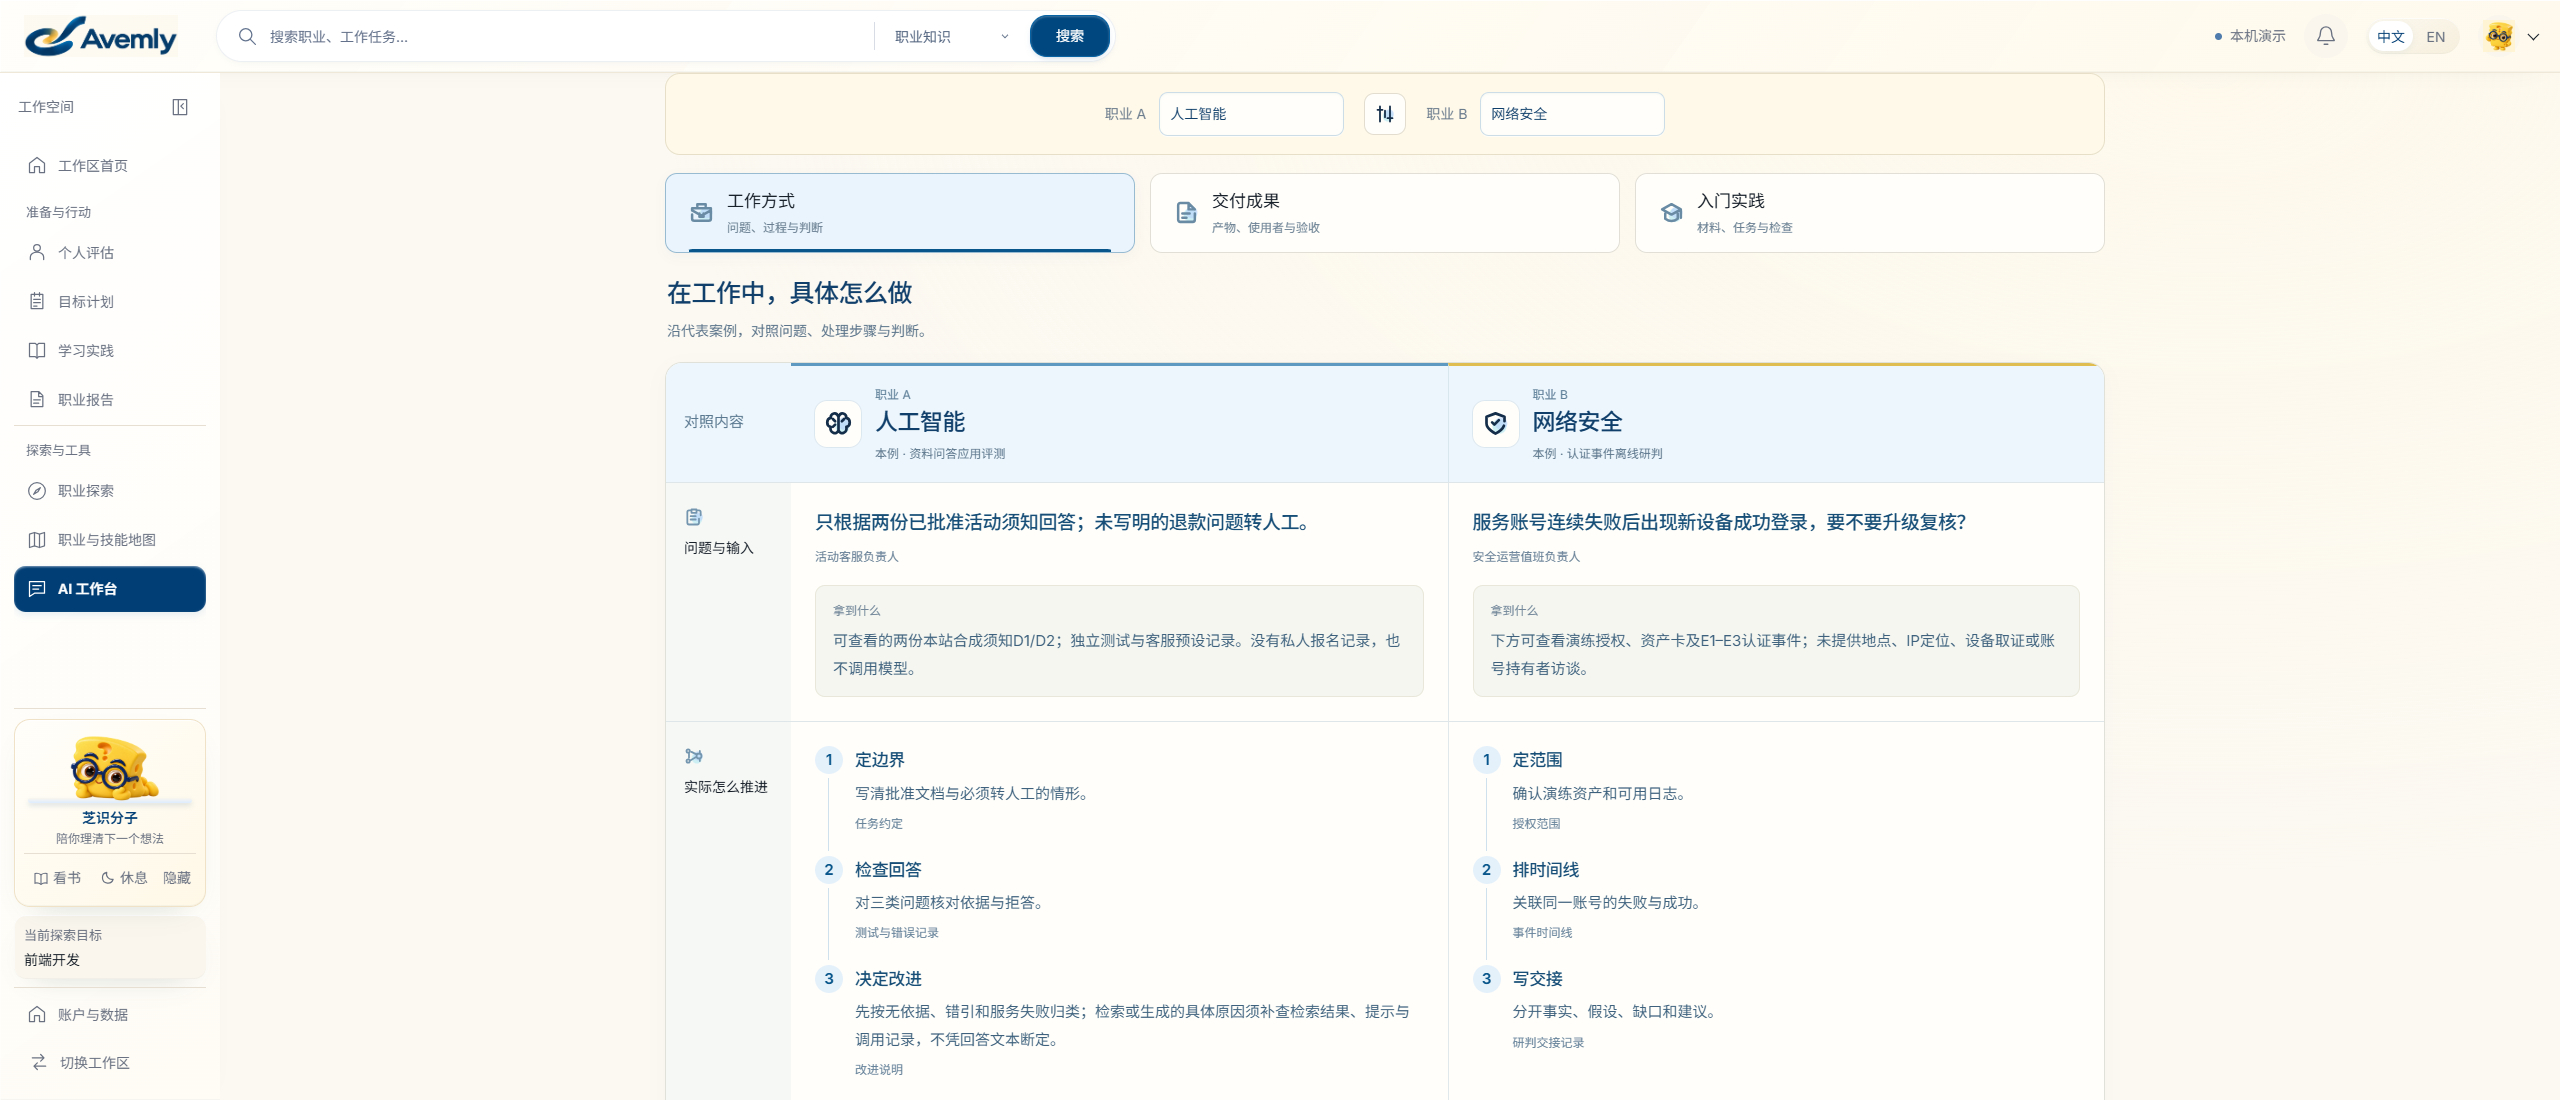 Avemly
搜索职业、工作任务...
职业知识
搜索
本机演示
中文
EN
工作空间
工作区首页
准备与行动
个人评估
目标计划
学习实践
职业报告
探索与工具
职业探索
职业与技能地图
AI 工作台
芝识分子
陪你理清下一个想法
看书
休息
隐藏
当前探索目标
前端开发
账户与数据
切换工作区
职业 A
人工智能
职业 B
网络安全
工作方式
问题、过程与判断
交付成果
产物、使用者与验收
入门实践
材料、任务与检查
在工作中，具体怎么做
沿代表案例，对照问题、处理步骤与判断。
对照内容
职业 A
人工智能
本例 · 资料问答应用评测
职业 B
网络安全
本例 · 认证事件离线研判
问题与输入
只根据两份已批准活动须知回答；未写明的退款问题转人工。
活动客服负责人
拿到什么
可查看的两份本站合成须知D1/D2；独立测试与客服预设记录。没有私人报名记录，也
不调用模型。
服务账号连续失败后出现新设备成功登录，要不要升级复核？
安全运营值班负责人
拿到什么
下方可查看演练授权、资产卡及E1–E3认证事件；未提供地点、IP定位、设备取证或账
号持有者访谈。
实际怎么推进
1
定边界
写清批准文档与必须转人工的情形。
任务约定
2
检查回答
对三类问题核对依据与拒答。
测试与错误记录
3
决定改进
先按无依据、错引和服务失败归类；检索或生成的具体原因须补查检索结果、提示与
调用记录，不凭回答文本断定。
改进说明
1
定范围
确认演练资产和可用日志。
授权范围
2
排时间线
关联同一账号的失败与成功。
事件时间线
3
写交接
分开事实、假设、缺口和建议。
研判交接记录